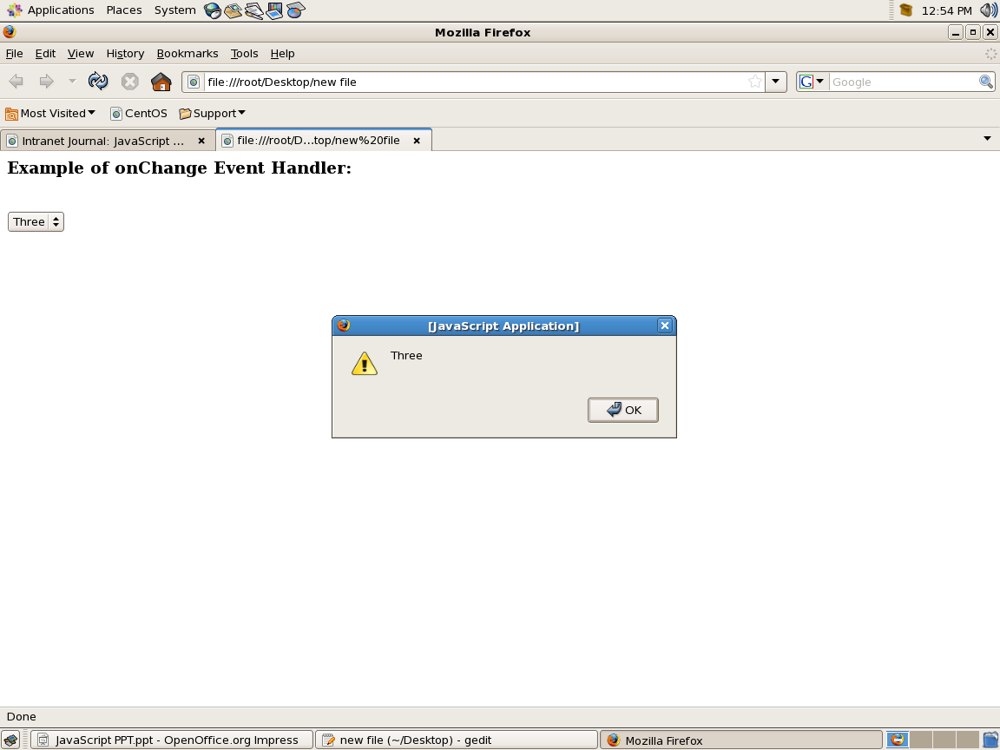 Applications Places System 12:54 PM
Mozilla Firefox
File Edit View History Bookmarks Tools Help
file:///root/Desktop/new file G Google
Most Visited CentOS Support
Intranet Journal: JavaScript ... file:///root/D...top/new%20file
Example of onChange Event Handler:
Three
[JavaScript Application]
Three
OK
Done
JavaScript PPT.ppt - OpenOffice.org Impress new file (~/Desktop) - gedit Mozilla Firefox